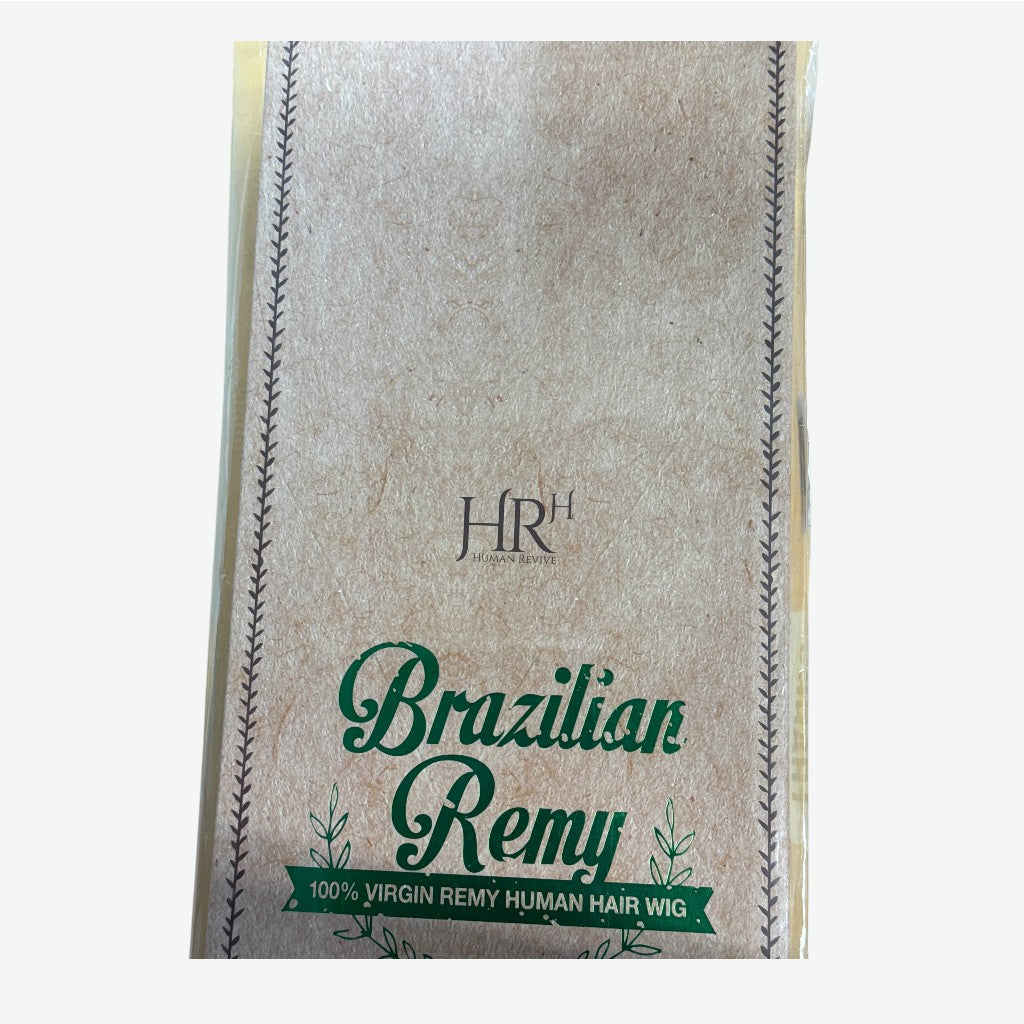 HRH
HUMAN REVIVE
Brazilian
Remy
100% VIRGIN REMY HUMAN HAIR WIG